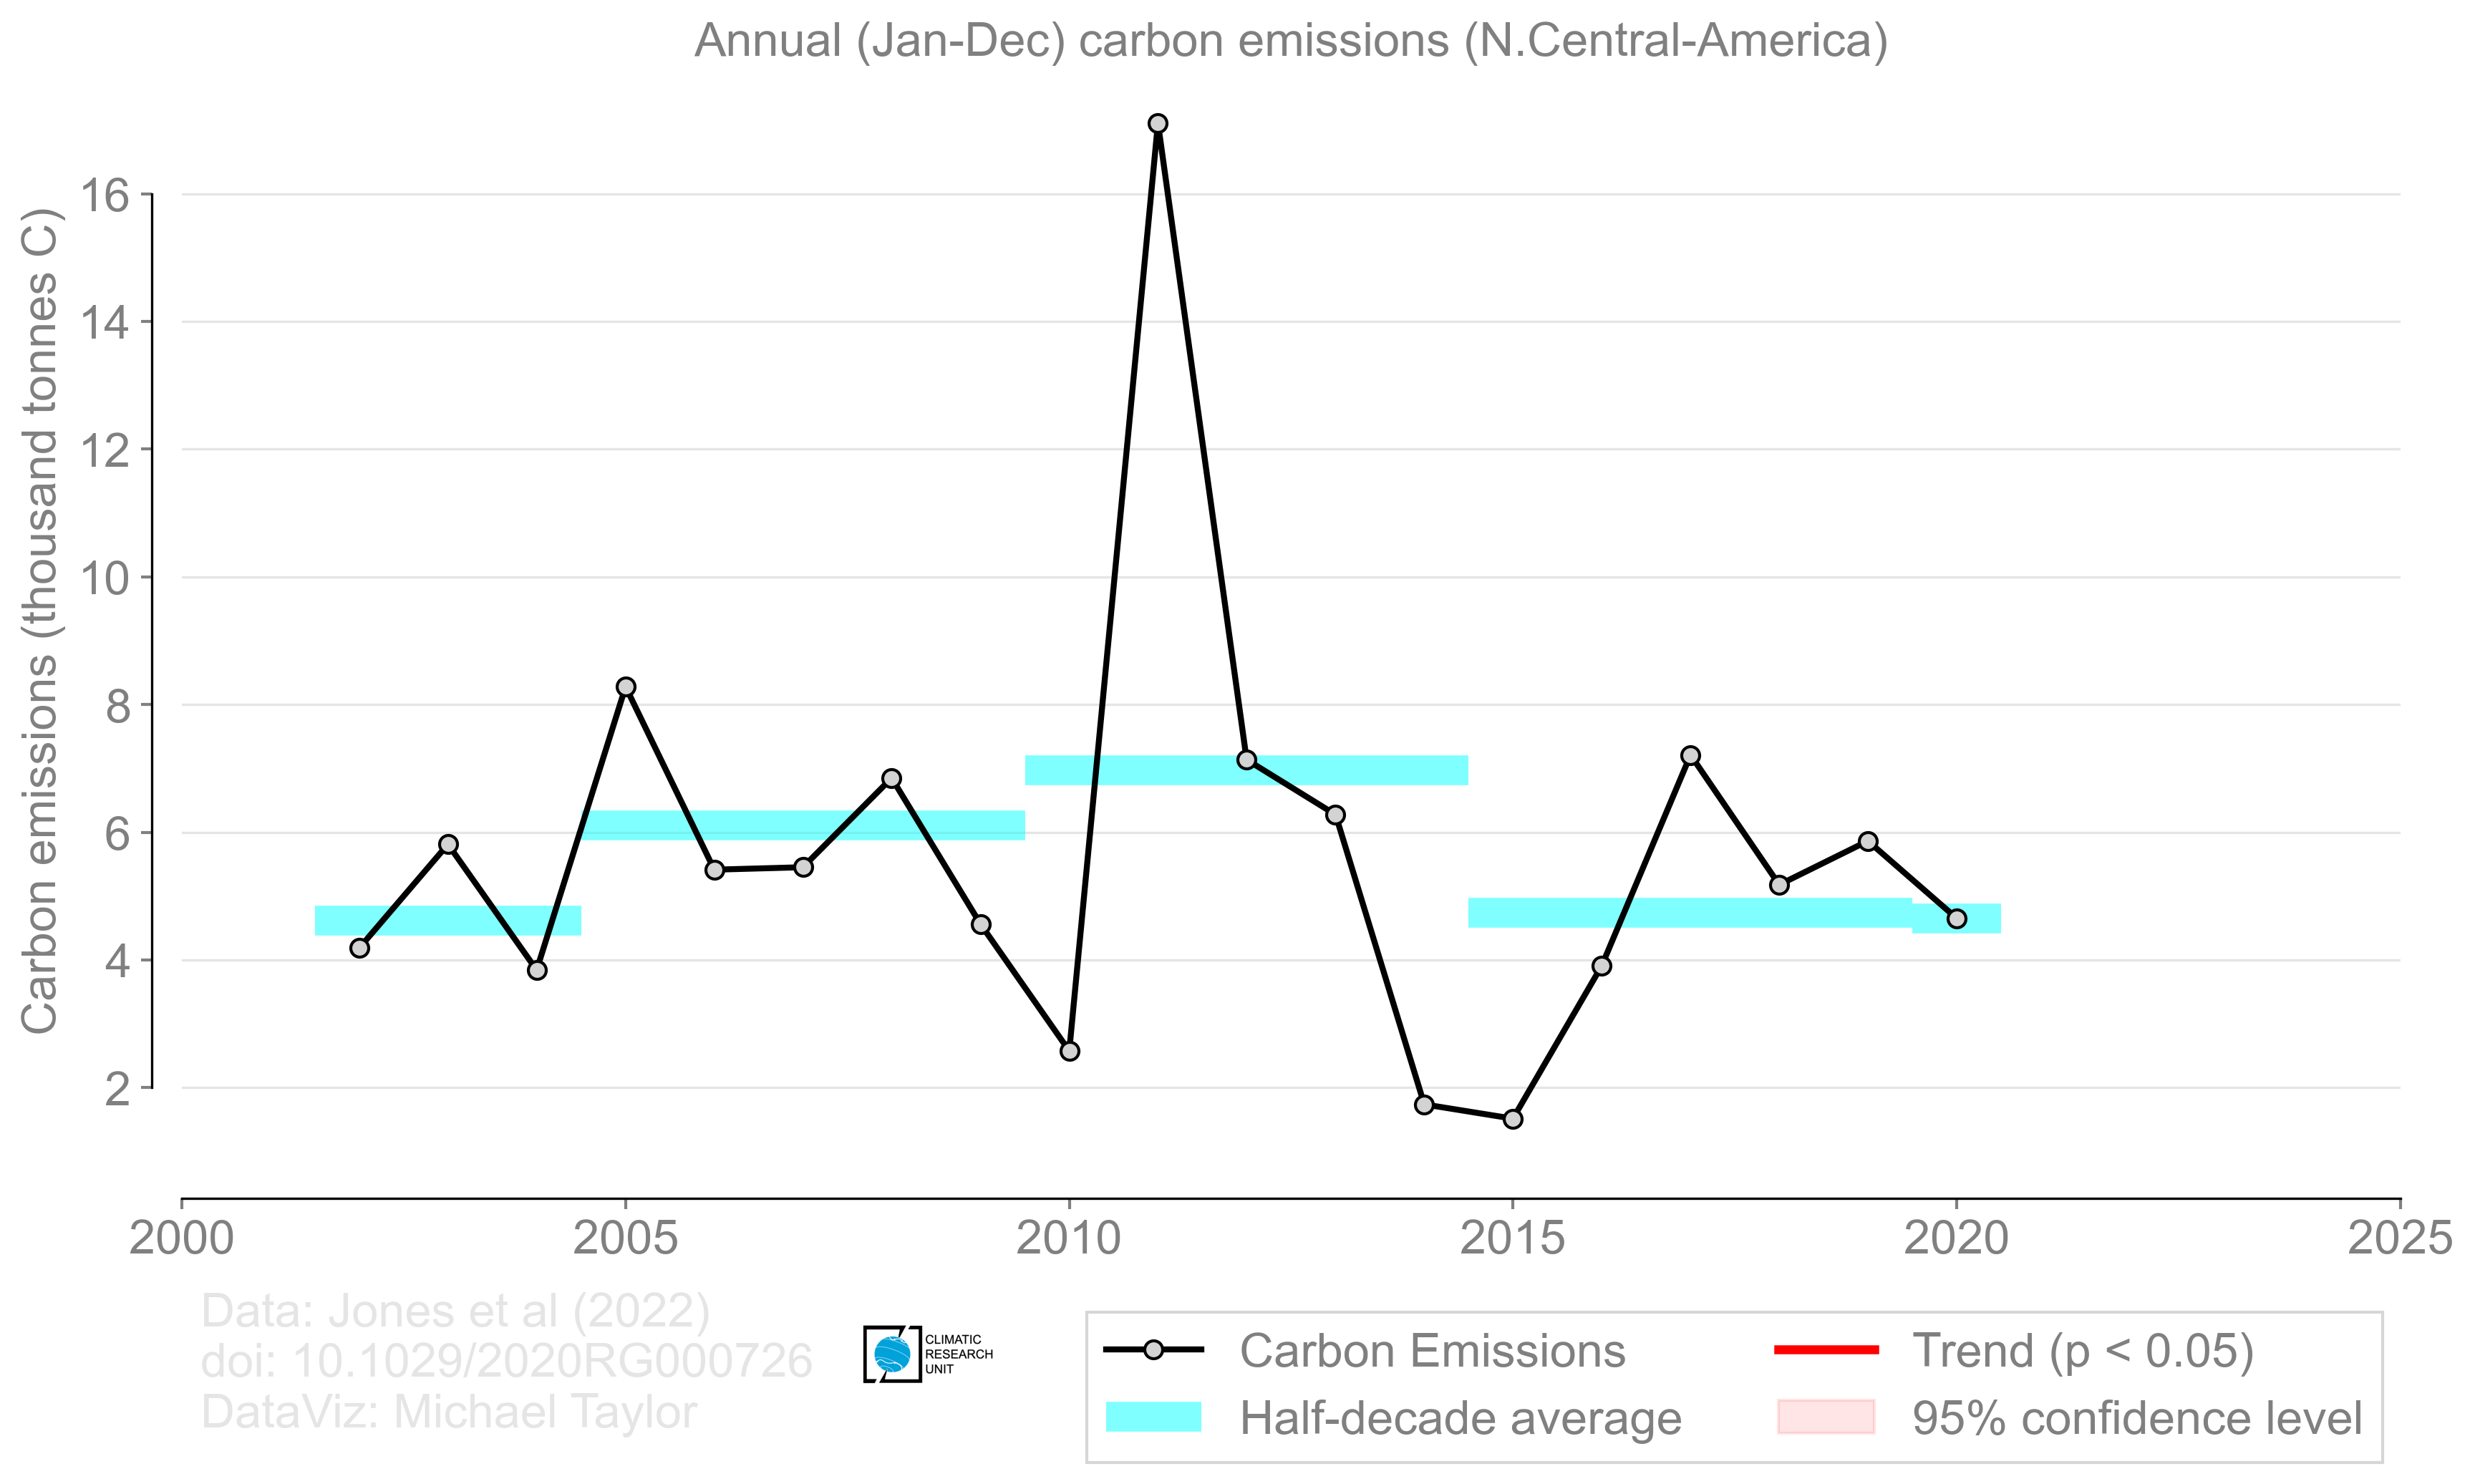 Annual (Jan-Dec) carbon emissions (N.Central-America)
Carbon emissions (thousand tonnes C)
16
14
12
10
8
6
4
2
2000
2005
2010
2015
2020
2025
Data: Jones et al (2022)
doi: 10.1029/2020RG000726
DataViz: Michael Taylor
CLIMATIC
RESEARCH
UNIT
Carbon Emissions
Half-decade average
Trend (p < 0.05)
95% confidence level